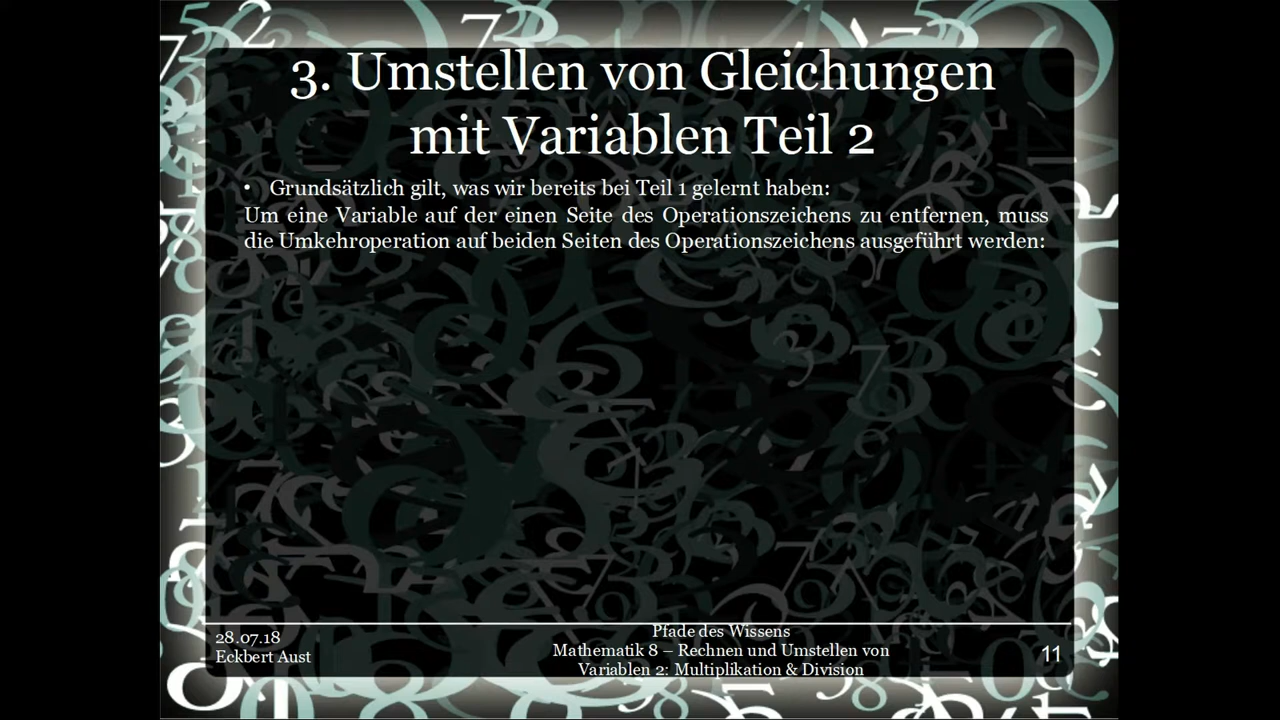 3. Umstellen von Gleichungen
mit Variablen Teil 2
• Grundsätzlich gilt, was wir bereits bei Teil 1 gelernt haben:
Um eine Variable auf der einen Seite des Operationszeichens zu entfernen, muss
die Umkehroperation auf beiden Seiten des Operationszeichens ausgeführt werden:
28.07.18
Eckbert Aust
Pfade des Wissens
Mathematik 8 – Rechnen und Umstellen von
Variablen 2: Multiplikation & Division
11